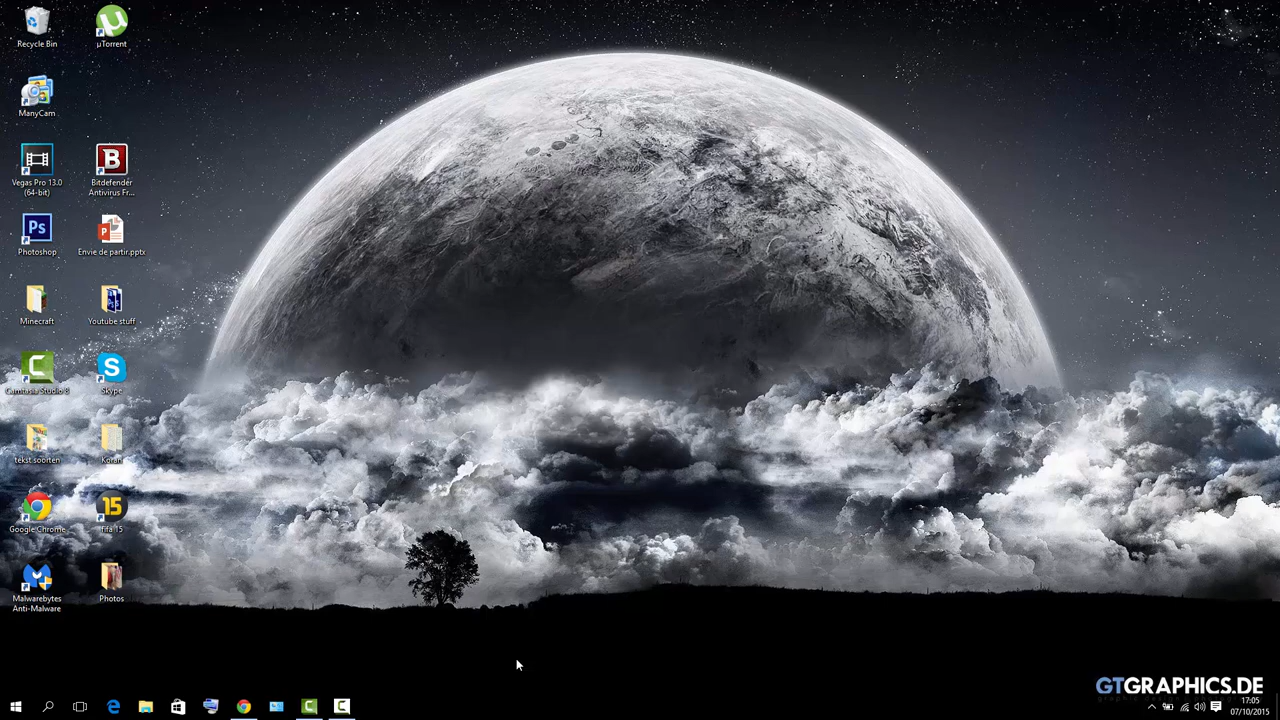 Recycle Bin
µTorrent
ManyCam
Vegas Pro 13.0
(64-bit)
Bitdefender
Antivirus Fr...
Photoshop
Envie de partir.pptx
Minecraft
Youtube stuff
Camtasia Studio 8
Skype
tekst soorten
Koran
Google Chrome
fifa 15
Malwarebytes
Anti-Malware
Photos
GTGRAPHICS.DE
17:05
07/10/2015